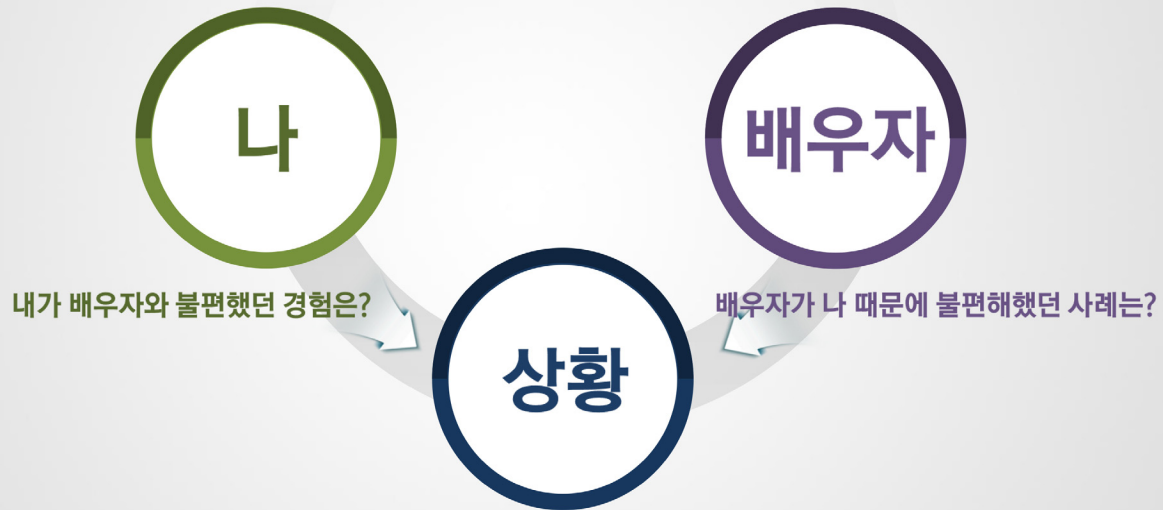 나
배우자
내가 배우자와 불편했던 경험은?
배우자가 나 때문에 불편해했던 사례는?
상황